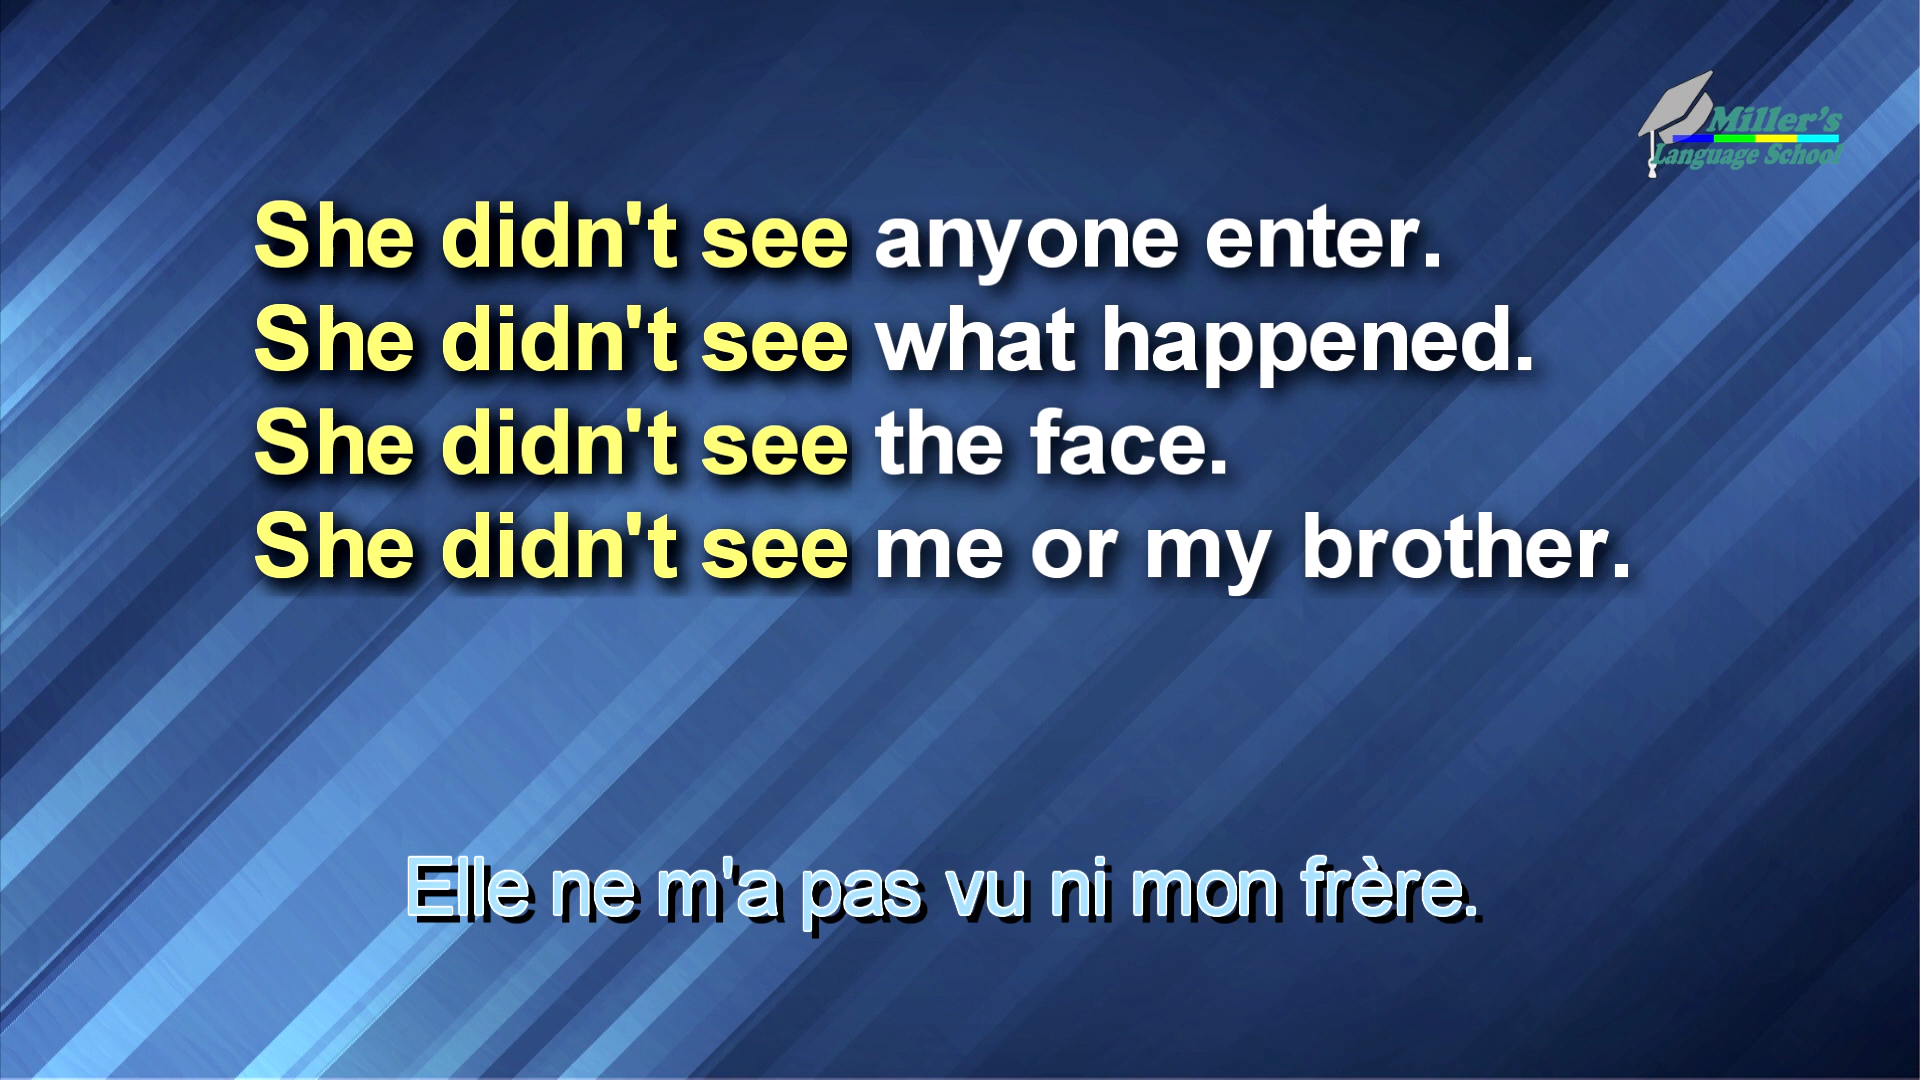 Miller's
Language School
She didn't see anyone enter.
She didn't see what happened.
She didn't see the face.
She didn't see me or my brother.
Elle ne m'a pas vu ni mon frère.